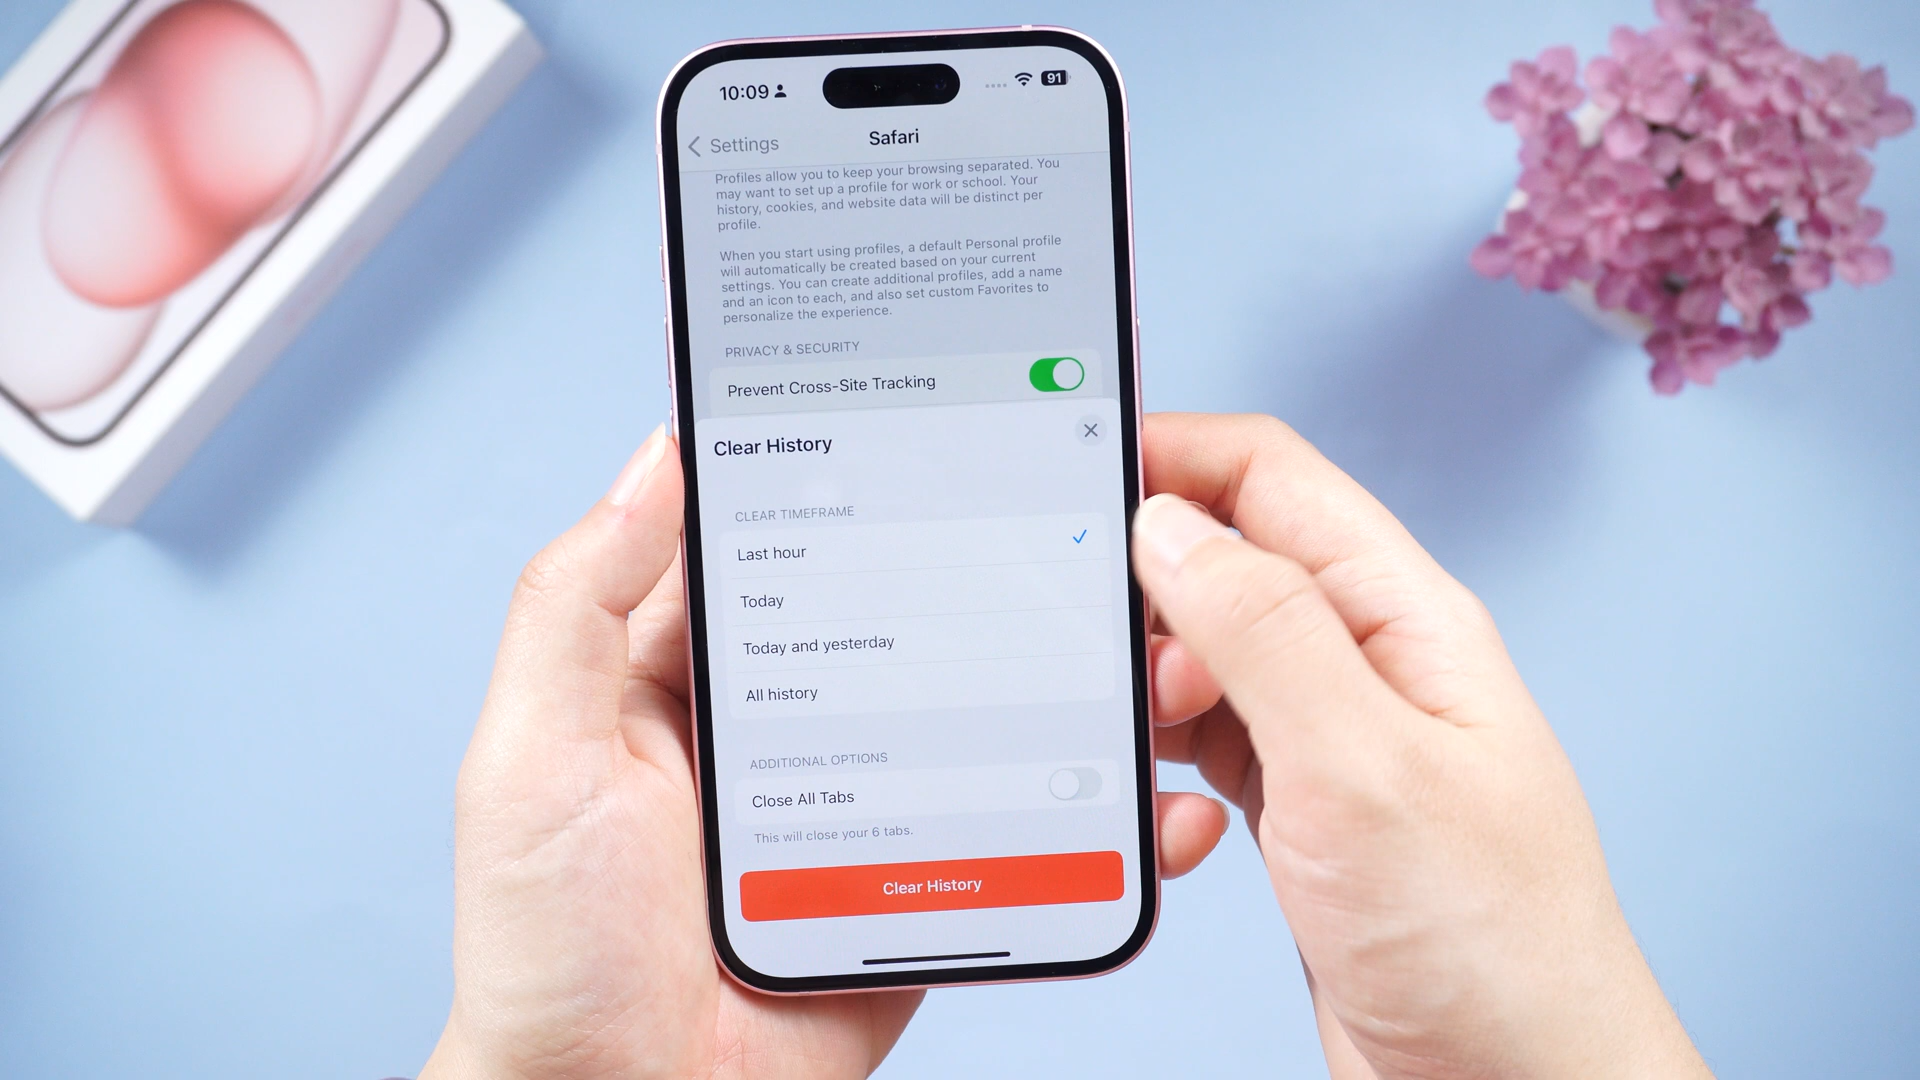 10:09
91
Settings
Safari
Profiles allow you to keep your browsing separated. You
may want to set up a profile for work or school. Your
history, cookies, and website data will be distinct per
profile.
When you start using profiles, a default Personal profile
will automatically be created based on your current
settings. You can create additional profiles, add a name
and an icon to each, and also set custom Favorites to
personalize the experience.
PRIVACY & SECURITY
Prevent Cross-Site Tracking
Clear History
CLEAR TIMEFRAME
Last hour
Today
Today and yesterday
All history
ADDITIONAL OPTIONS
Close All Tabs
This will close your 6 tabs.
Clear History